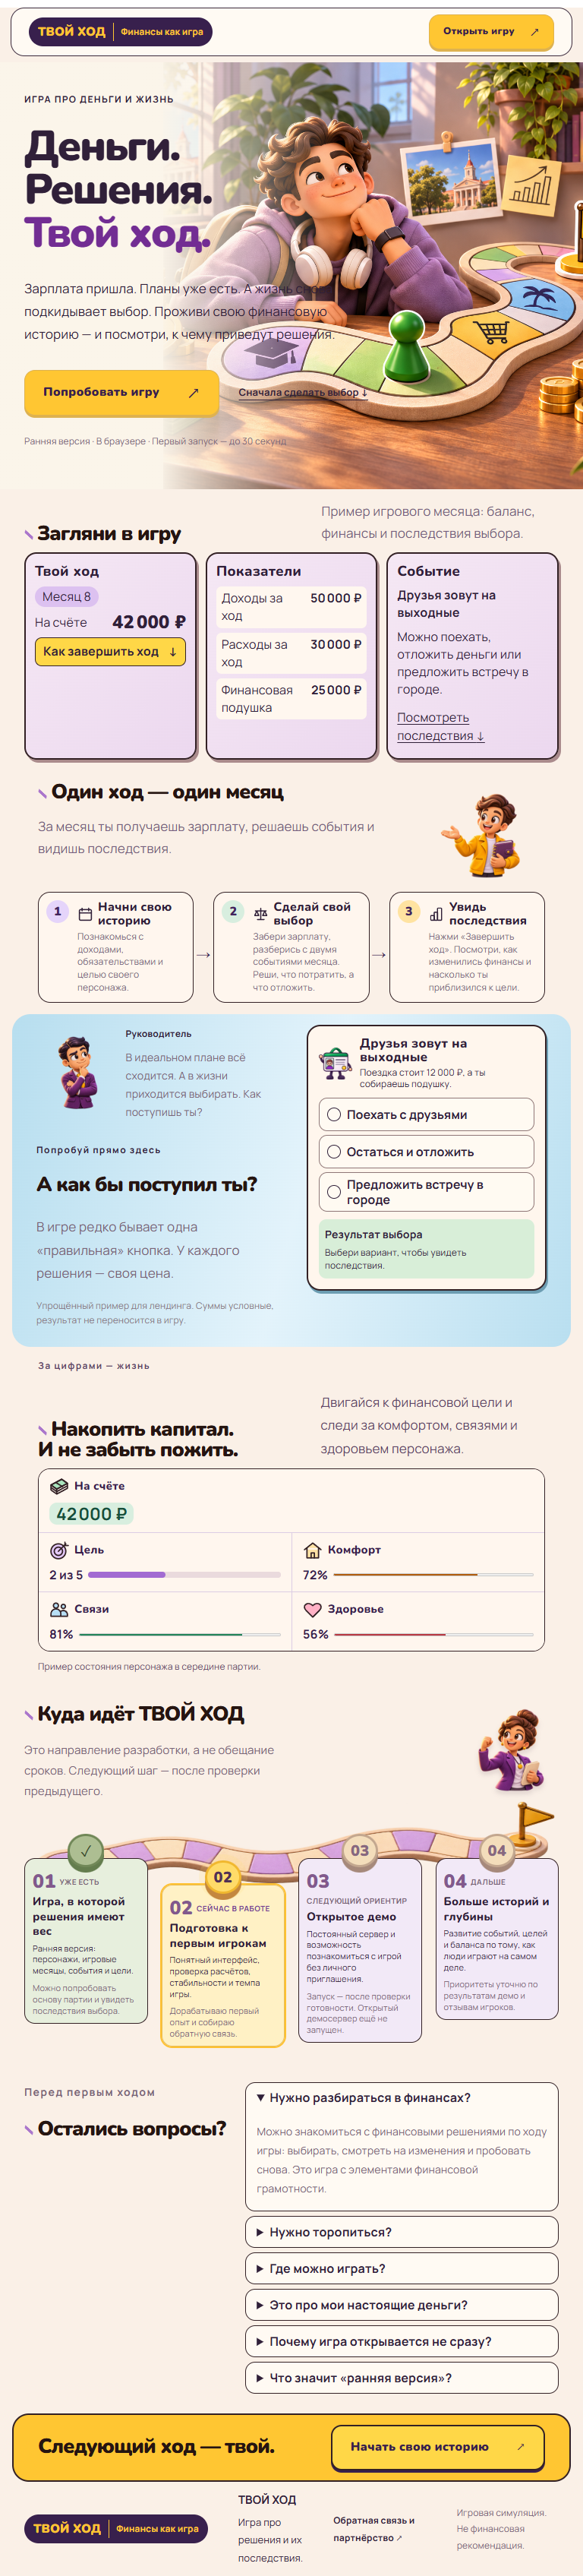 ТВОЙ ХОД | Финансы как игра
Открыть игру ↗
ИГРА ПРО ДЕНЬГИ И ЖИЗНЬ
Деньги.
Решения.
Твой ход.
Зарплата пришла. Планы уже есть. А жизнь снова
подкидывает выбор. Проживи свою финансовую
историю — и посмотри, к чему приведут решения.
Попробовать игру ↗
Сначала сделать выбор ↓
Ранняя версия · В браузере · Первый запуск — до 30 секунд
Загляни в игру
Пример игрового месяца: баланс,
финансы и последствия выбора.
Твой ход
Месяц 8
На счёте 42 000 ₽
Как завершить ход ↓
Показатели
Доходы за
ход
50 000 ₽
Расходы за
ход
30 000 ₽
Финансовая
подушка
25 000 ₽
Событие
Друзья зовут на
выходные
Можно поехать,
отложить деньги или
предложить встречу в
городе.
Посмотреть
последствия ↓
Один ход — один месяц
За месяц ты получаешь зарплату, решаешь события и
видишь последствия.
1
Начни свою
историю
Познакомься с
доходами,
обязательствами и
целью своего
персонажа.
→
2
Сделай свой
выбор
Забери зарплату,
разберись с двумя
событиями месяца.
Реши, что потратить, а
что отложить.
→
3
Увидь
последствия
Нажми «Завершить
ход». Посмотри, как
изменились финансы и
насколько ты
приблизился к цели.
Руководитель
В идеальном плане всё
сходится. А в жизни
приходится выбирать. Как
поступишь ты?
Попробуй прямо здесь
А как бы поступил ты?
В игре редко бывает одна
«правильная» кнопка. У каждого
решения — своя цена.
Упрощённый пример для лендинга. Суммы условные,
результат не переносится в игру.
Друзья зовут на
выходные
Поездка стоит 12 000 ₽, а ты
собираешь подушку.
Поехать с друзьями
Остаться и отложить
Предложить встречу в
городе
Результат выбора
Выбери вариант, чтобы увидеть
последствия.
За цифрами — жизнь
Накопить капитал.
И не забыть пожить.
Двигайся к финансовой цели и
следи за комфортом, связями и
здоровьем персонажа.
На счёте
42 000 ₽
Цель
2 из 5
Комфорт
72%
Связи
81%
Здоровье
56%
Пример состояния персонажа в середине партии.
Куда идёт ТВОЙ ХОД
Это направление разработки, а не обещание
сроков. Следующий шаг — после проверки
предыдущего.
✓
01 УЖЕ ЕСТЬ
Игра, в которой
решения имеют
вес
Ранняя версия:
персонажи, игровые
месяцы, события и цели.
Можно попробовать
основу партии и увидеть
последствия выбора.
02
02 СЕЙЧАС В РАБОТЕ
Подготовка к
первым игрокам
Понятный интерфейс,
проверка расчётов,
стабильности и темпа
игры.
Дорабатываю первый
опыт и собираю
обратную связь.
03
03
СЛЕДУЮЩИЙ ОРИЕНТИР
Открытое демо
Постоянный сервер и
возможность
познакомиться с игрой
без личного
приглашения.
Запуск — после проверки
готовности. Открытый
демосервер ещё не
запущен.
04
04 ДАЛЬШЕ
Больше историй и
глубины
Развитие событий, целей
и баланса по тому, как
люди играют на самом
деле.
Приоритеты уточню по
результатам демо и
отзывам игроков.
Перед первым ходом
Остались вопросы?
▼ Нужно разбираться в финансах?
Можно знакомиться с финансовыми решениями по ходу
игры: выбирать, смотреть на изменения и пробовать
снова. Это игра с элементами финансовой
грамотности.
▶ Нужно торопиться?
▶ Где можно играть?
▶ Это про мои настоящие деньги?
▶ Почему игра открывается не сразу?
▶ Что значит «ранняя версия»?
Следующий ход — твой.
Начать свою историю ↗
ТВОЙ ХОД | Финансы как игра
ТВОЙ ХОД
Игра про
решения и их
последствия.
Обратная связь и
партнёрство ↗
Игровая симуляция.
Не финансовая
рекомендация.